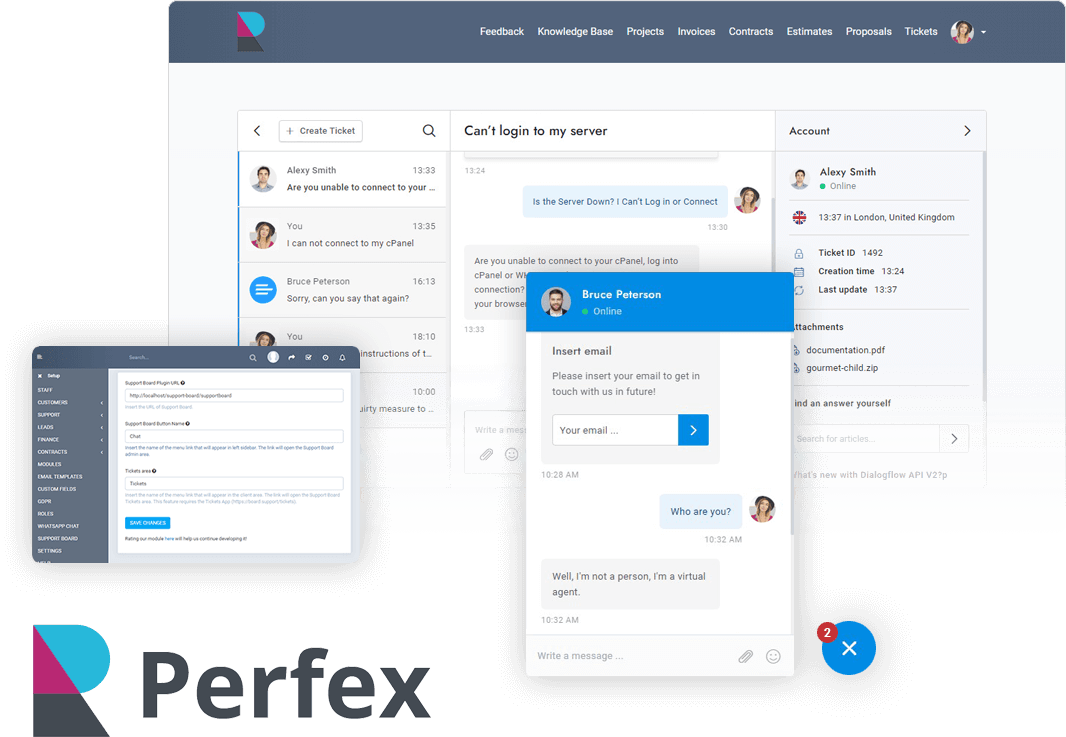 Feedback Knowledge Base Projects Invoices Contracts Estimates Proposals Tickets
+ Create Ticket
Alexy Smith 13:33
Are you unable to connect to your ...
You 13:35
I can not connect to my cPanel
Bruce Peterson 16:13
Sorry, can you say that again?
You 18:10
instructions of t...
10:00
measure to ...
Can't login to my server
13:24
Is the Server Down? I Can't Log in or Connect
13:30
Are you unable to connect to your cPanel, log into
cPanel or
connection?
your browser
13:33
Write a
Account
Alexy Smith
Online
13:37 in London, United Kingdom
Ticket ID 1492
Creation time 13:24
Last update 13:37
Attachments
documentation.pdf
gourmet-child.zip
ind an answer yourself
Search for articles...
What's new with Dialogflow API V2?p
Bruce Peterson
Online
Insert email
Please insert your email to get in
touch with us in future!
Your email ...
10:28 AM
Who are you?
10:32 AM
Well, I'm not a person, I'm a virtual
agent.
10:32 AM
Write a message ...
2
Search...
Setup
STAFF
CUSTOMERS
SUPPORT
LEADS
FINANCE
CONTRACTS
MODULES
EMAIL TEMPLATES
CUSTOM FIELDS
GDPR
ROLES
WHATSAPP CHAT
SUPPORT BOARD
SETTINGS
HELP
Support Board Plugin URL
http://localhost/support-board/supportboard
Insert the URL of Support Board
Support Board Button Name
Chat
Insert the name of the menu link that will appear in left sidebar. The link will open the Support Board
admin area.
Tickets area
Tickets
Insert the name of the menu link that will appear in the client area. The link will open the Support Board
Tickets area. This feature requires the Tickets App (https://board.support/tickets).
SAVE CHANGES
Rating our module here will help us continue developing it!
Perfex